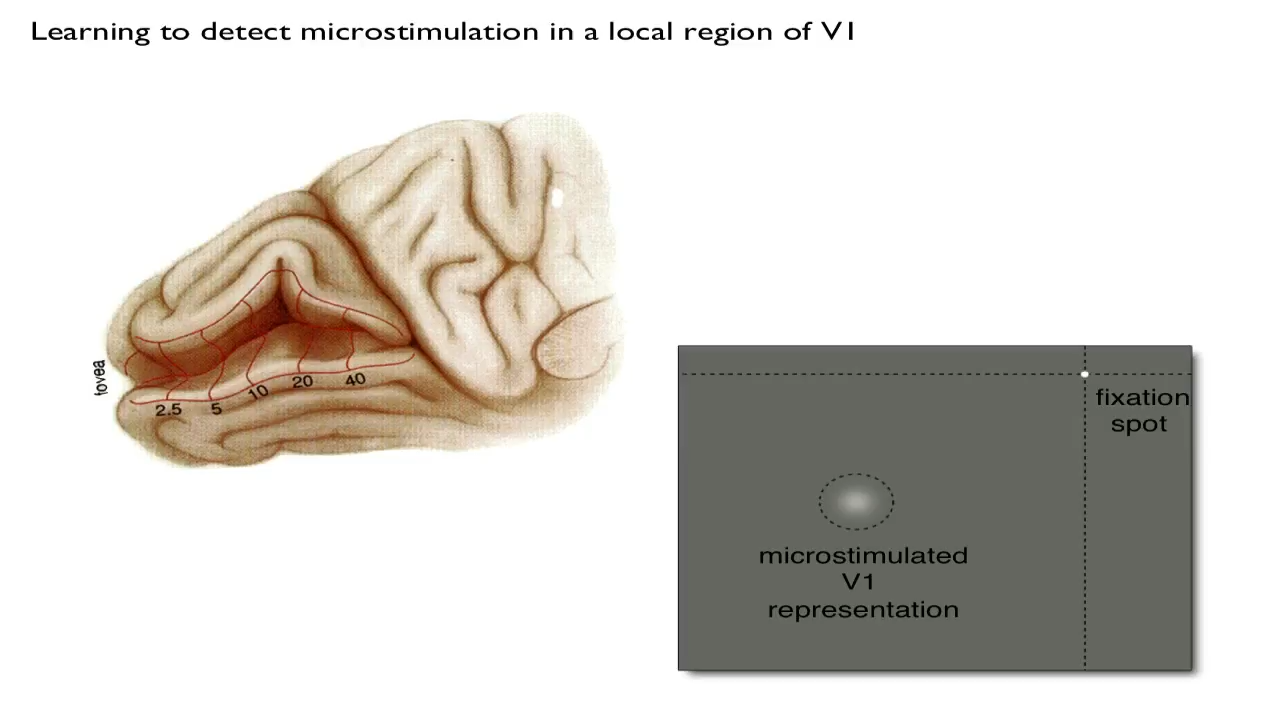 Learning to detect microstimulation in a local region of V1
fovea
2.5
5
10
20
40
fixation
spot
microstimulated
V1
representation